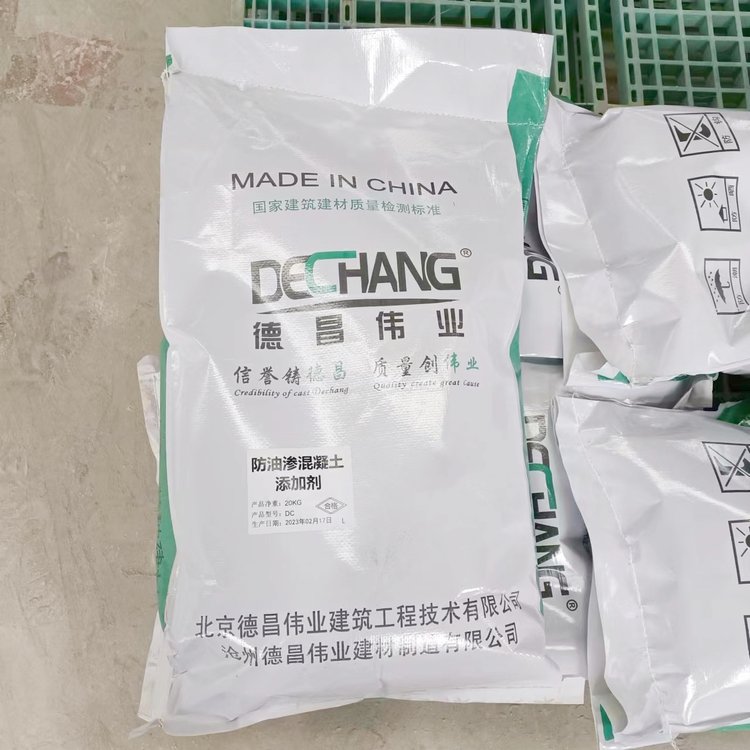 MADE IN CHINA
国家建筑建材质量检测标准
DECHANG®
德昌伟业
信誉铸德昌 质量创伟业
Credibility of cast Dechang Quality create great Cause
防油渗混凝土
添加剂
产品净重:20KG
产品型号:DC
合格
生产日期:2023年02月17日 L
北京德昌伟业建筑工程技术有限公司
沧州德昌伟业建材制造有限公司
防晒